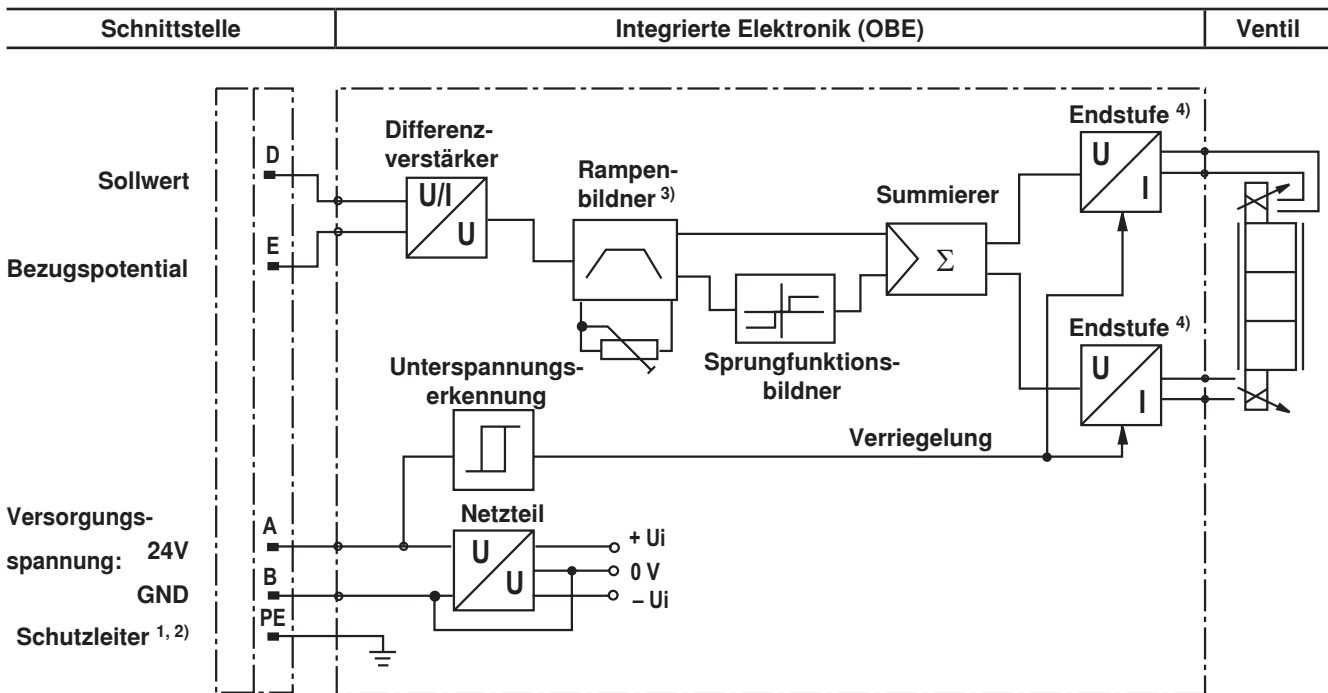 Schnittstelle
Integrierte Elektronik (OBE)
Ventil
Endstufe 4)
Differenz-
verstärker
D
Rampen-
bildner 3)
U
I
Sollwert
U/I
U
Summierer
E
Σ
Bezugspotential
Endstufe 4)
Unterspannungs-
erkennung
Sprungfunktions-
bildner
U
I
Verriegelung
Versorgungs-
spannung:
24V
A
Netzteil
U
U
+ Ui
0 V
– Ui
GND
B
Schutzleiter 1, 2)
PE